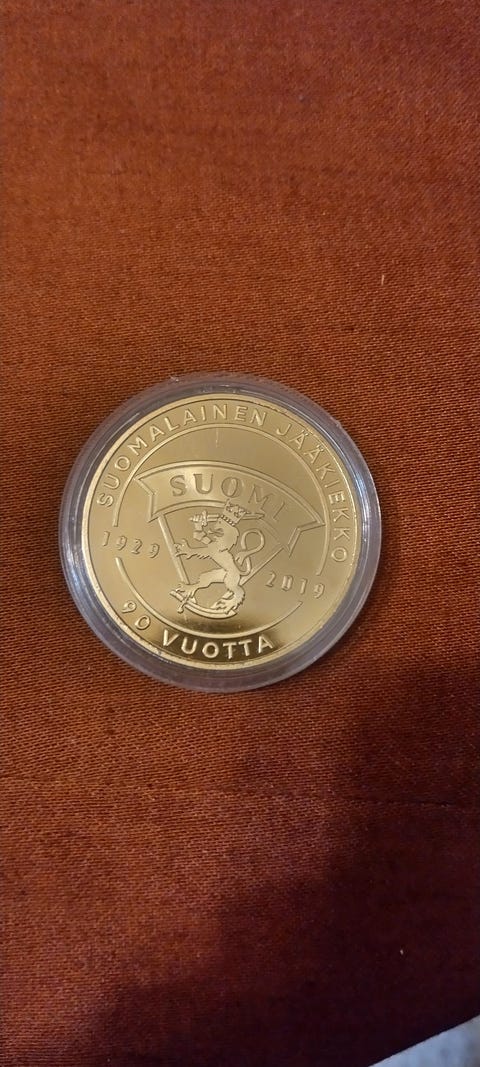 SUOMALAINEN JÄÄKIEKKO
SUOMI
1929 2019
90 VUOTTA